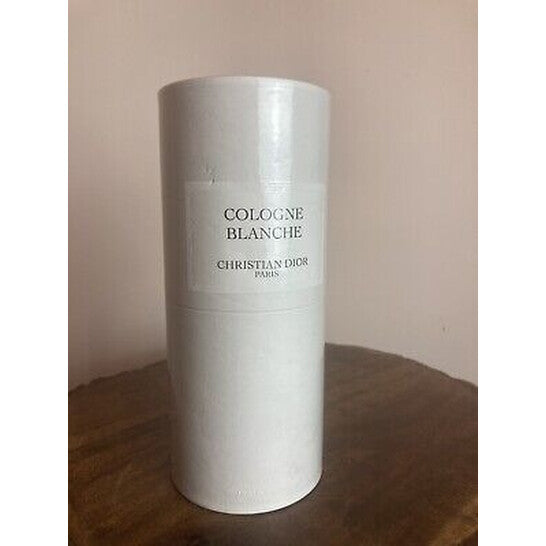 COLOGNE
BLANCHE
CHRISTIAN DIOR
PARIS